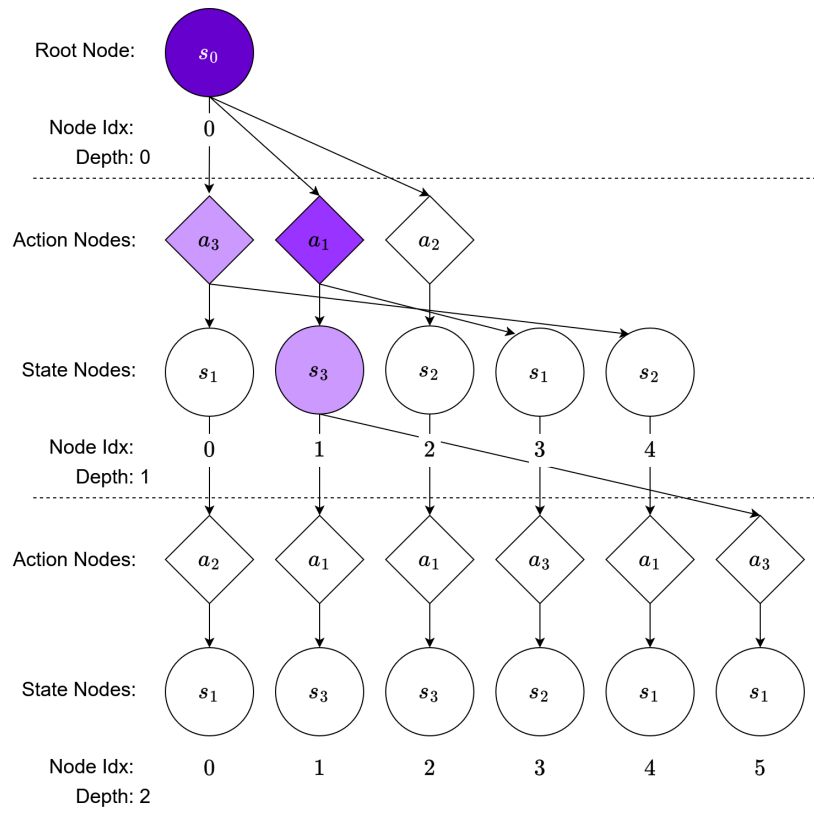 Root Node: s₀
Node Idx: 0
Depth: 0
Action Nodes: a₃ a₁ a₂
State Nodes: s₁ s₃ s₂ s₁ s₂
Node Idx: 0 1 2 3 4
Depth: 1
Action Nodes: a₂ a₁ a₁ a₃ a₁ a₃
State Nodes: s₁ s₃ s₃ s₂ s₁ s₁
Node Idx: 0 1 2 3 4 5
Depth: 2